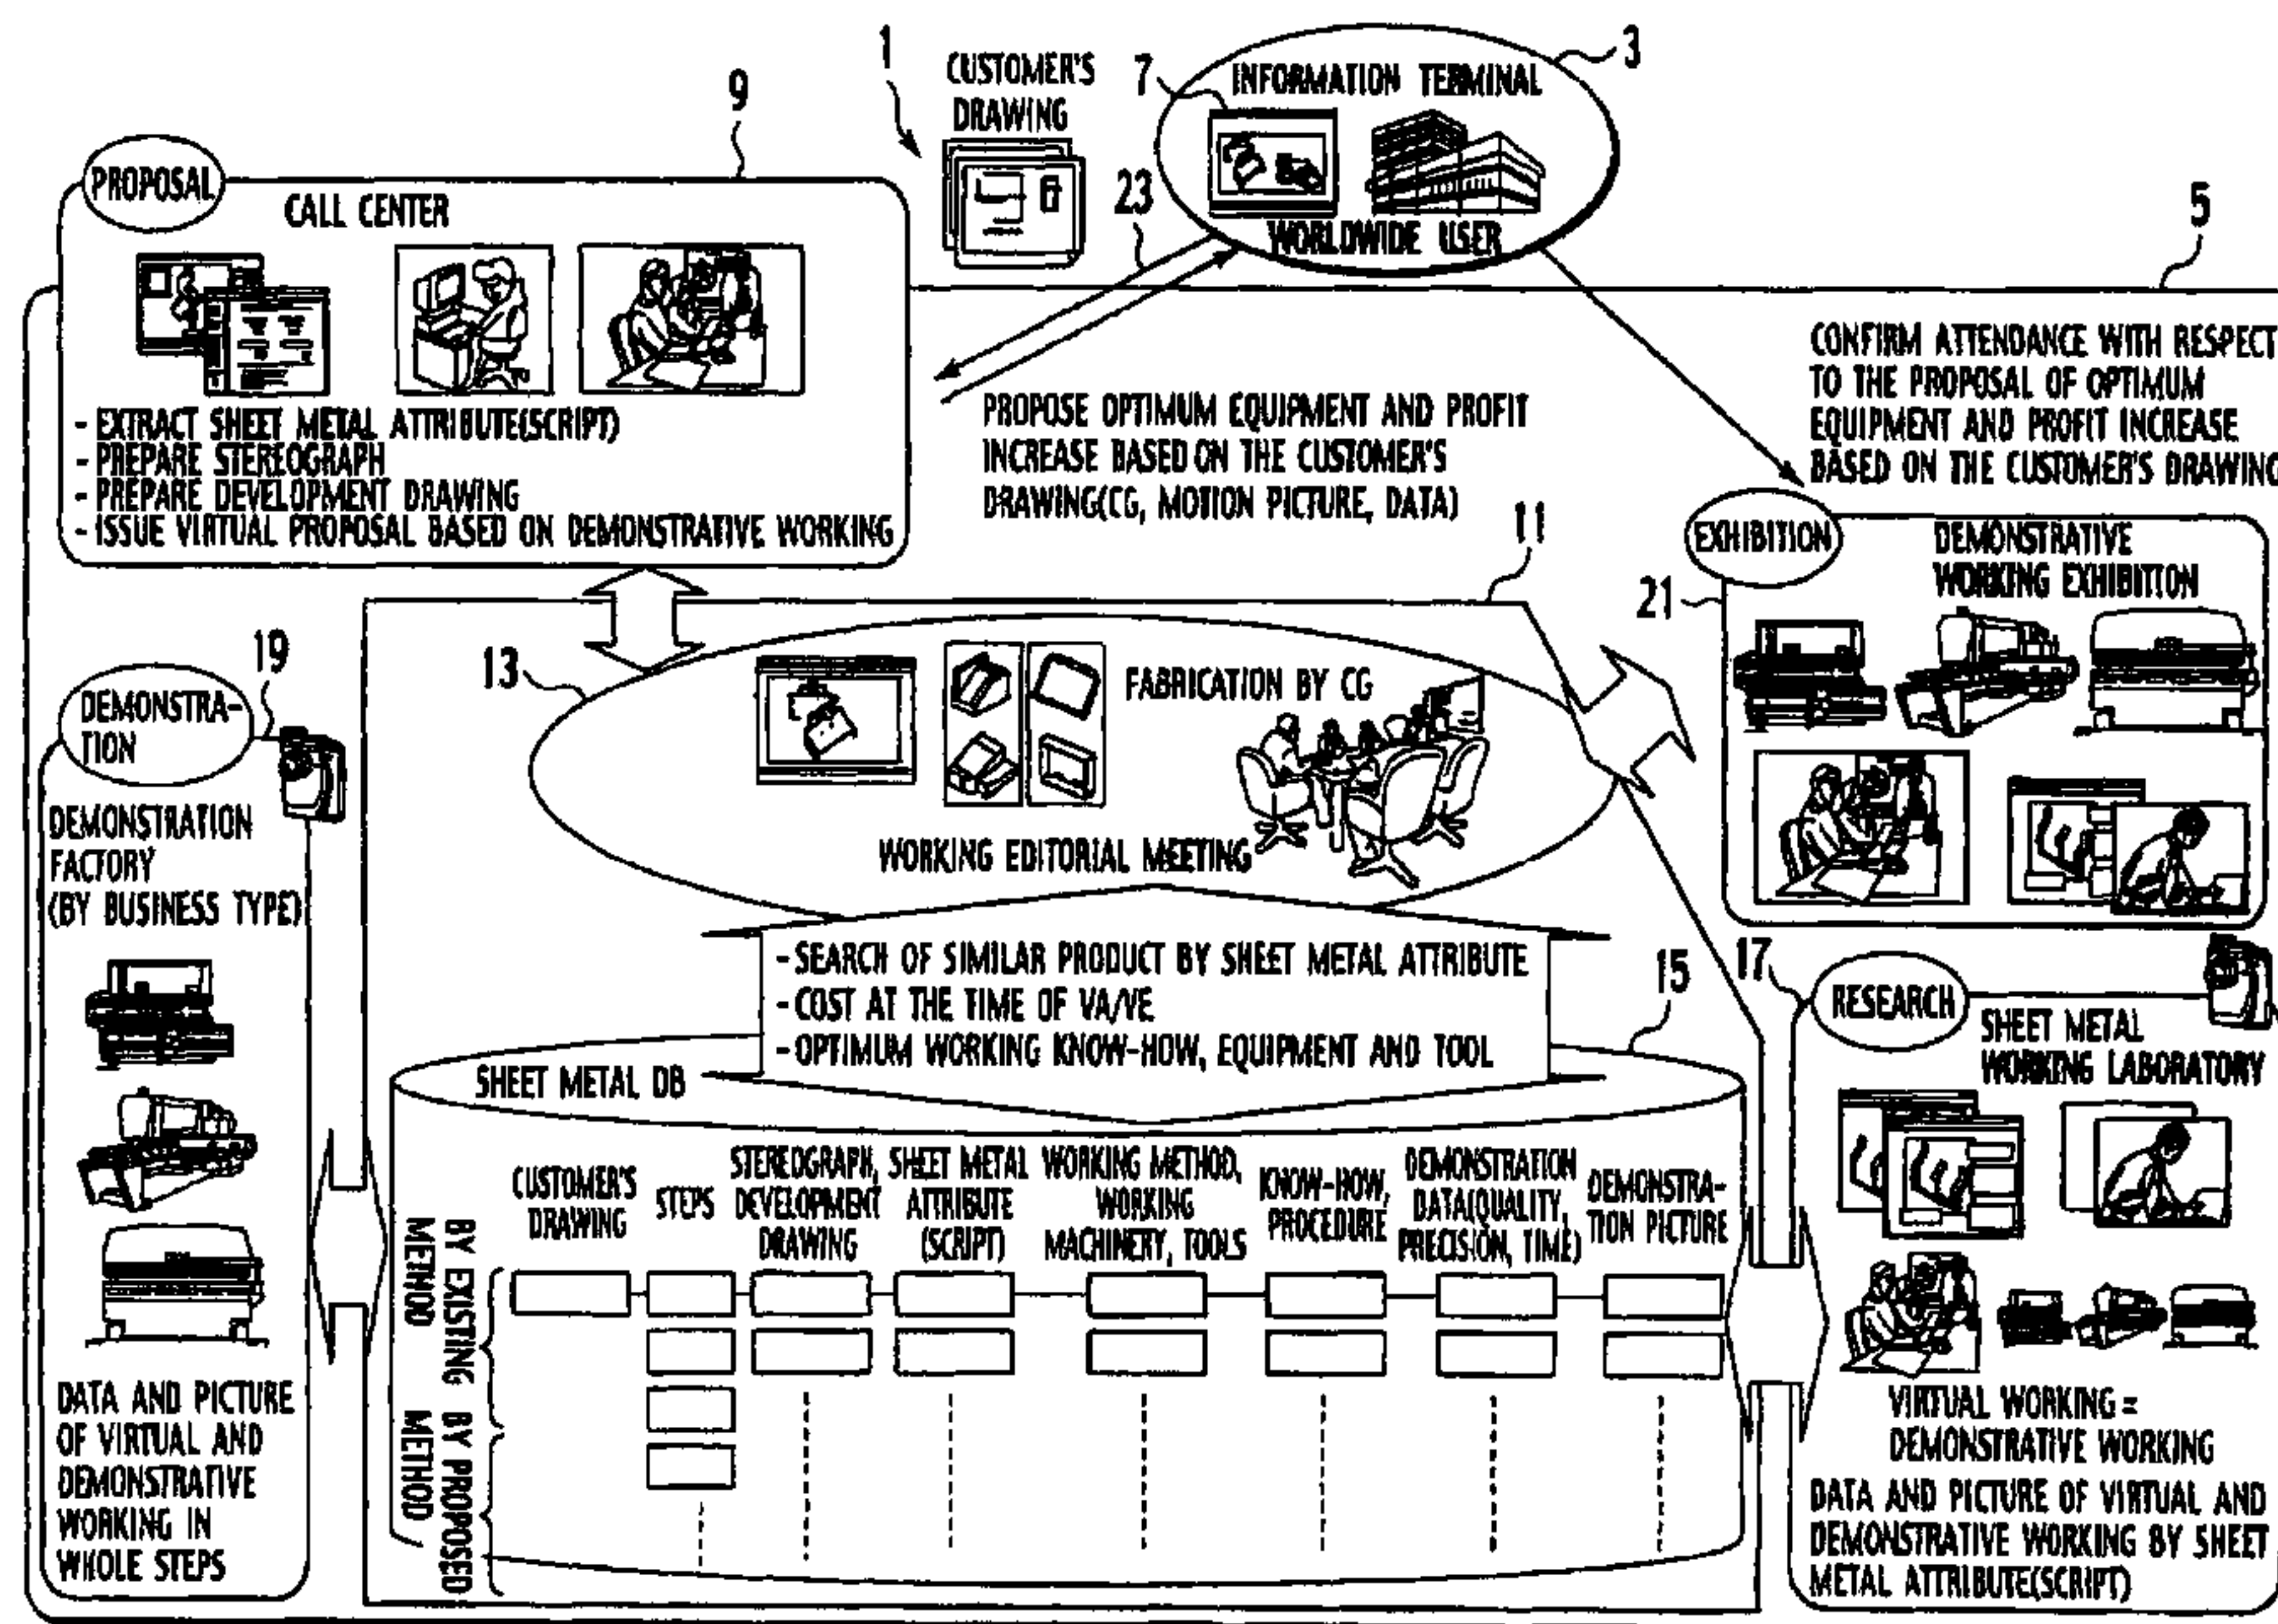 1
CUSTOMER'S
DRAWING
3
7
INFORMATION TERMINAL
WORLDWIDE USER
23
5
9
PROPOSAL
CALL CENTER
- EXTRACT SHEET METAL ATTRIBUTE(SCRIPT)
- PREPARE STEREOGRAPH
- PREPARE DEVELOPMENT DRAWING
- ISSUE VIRTUAL PROPOSAL BASED ON DEMONSTRATIVE WORKING
PROPOSE OPTIMUM EQUIPMENT AND PROFIT
INCREASE BASED ON THE CUSTOMER'S
DRAWING(CG, MOTION PICTURE, DATA)
CONFIRM ATTENDANCE WITH RESPECT
TO THE PROPOSAL OF OPTIMUM
EQUIPMENT AND PROFIT INCREASE
BASED ON THE CUSTOMER'S DRAWING
11
EXHIBITION
DEMONSTRATIVE
WORKING EXHIBITION
21
13
FABRICATION BY CG
WORKING EDITORIAL MEETING
19
DEMONSTRA-
TION
DEMONSTRATION
FACTORY
(BY BUSINESS TYPE)
DATA AND PICTURE
OF VIRTUAL AND
DEMONSTRATIVE
WORKING IN
WHOLE STEPS
- SEARCH OF SIMILAR PRODUCT BY SHEET METAL ATTRIBUTE
- COST AT THE TIME OF VA/VE
- OPTIMUM WORKING KNOW-HOW, EQUIPMENT AND TOOL
15
SHEET METAL DB
CUSTOMER'S
DRAWING
STEPS
STEREOGRAPH,
DEVELOPMENT
DRAWING
SHEET METAL
ATTRIBUTE
(SCRIPT)
WORKING METHOD,
WORKING
MACHINERY, TOOLS
KNOW-HOW,
PROCEDURE
DEMONSTRATION
DATA(QUALITY,
PRECISION, TIME)
DEMONSTRA-
TION PICTURE
BY EXISTING
METHOD
BY PROPOSED
METHOD
17
RESEARCH
SHEET METAL
WORKING LABORATORY
VIRTUAL WORKING =
DEMONSTRATIVE WORKING
DATA AND PICTURE OF VIRTUAL AND
DEMONSTRATIVE WORKING BY SHEET
METAL ATTRIBUTE(SCRIPT)